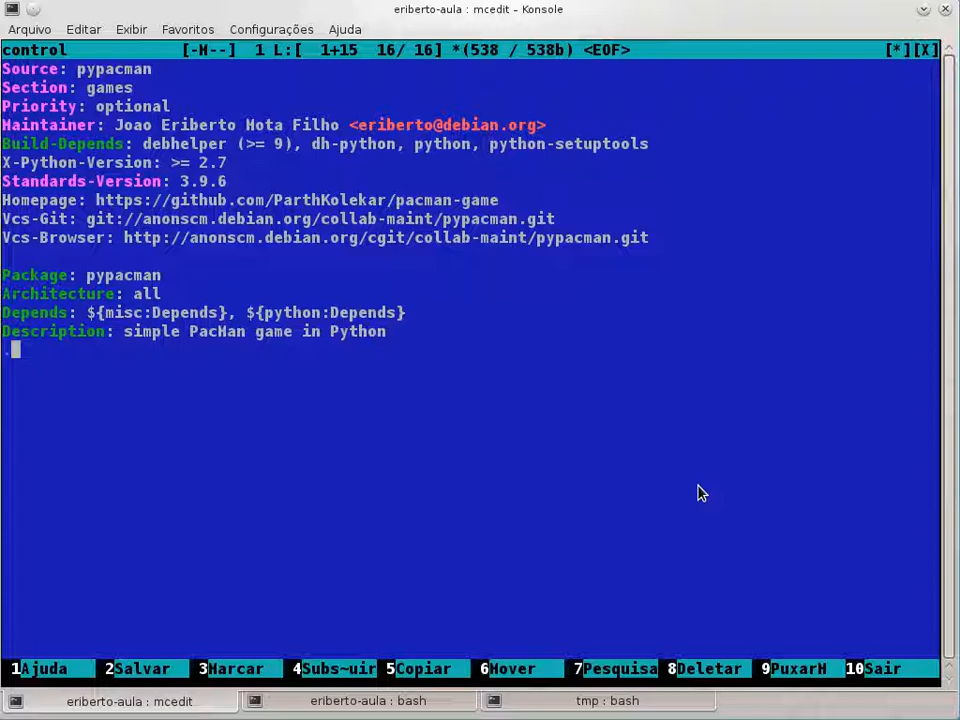 eriberto-aula : mcedit – Konsole
Arquivo Editar Exibir Favoritos Configurações Ajuda
control [-M--] 1 L:[ 1+15 16/ 16] *(538 / 538b) <EOF> [*][X]
Source: pypacman
Section: games
Priority: optional
Maintainer: Joao Eriberto Mota Filho <eriberto@debian.org>
Build-Depends: debhelper (>= 9), dh-python, python, python-setuptools
X-Python-Version: >= 2.7
Standards-Version: 3.9.6
Homepage: https://github.com/ParthKolekar/pacman-game
Vcs-Git: git://anonscm.debian.org/collab-maint/pypacman.git
Vcs-Browser: http://anonscm.debian.org/cgit/collab-maint/pypacman.git
Package: pypacman
Architecture: all
Depends: ${misc:Depends}, ${python:Depends}
Description: simple PacMan game in Python
1Ajuda 2Salvar 3Marcar 4Subs~uir 5Copiar 6Mover 7Pesquisa 8Deletar 9PuxarM 10Sair
eriberto-aula : mcedit eriberto-aula : bash tmp : bash